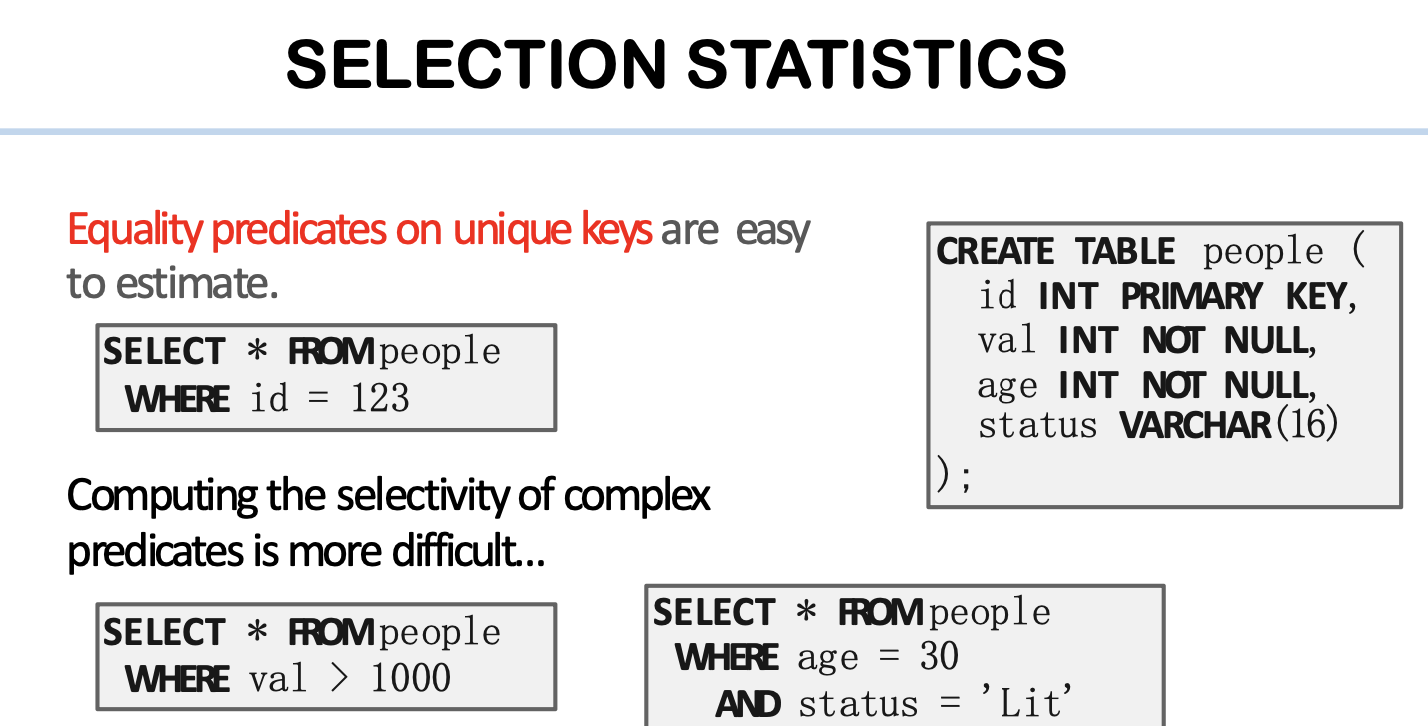 SELECTION STATISTICS
Equality predicates on unique keys are easy
to estimate.
SELECT * FROM people
WHERE id = 123
Computing the selectivity of complex
predicates is more difficult…
SELECT * FROM people
WHERE val > 1000
SELECT * FROM people
WHERE age = 30
AND status = 'Lit'
CREATE TABLE people (
id INT PRIMARY KEY,
val INT NOT NULL,
age INT NOT NULL,
status VARCHAR(16)
);